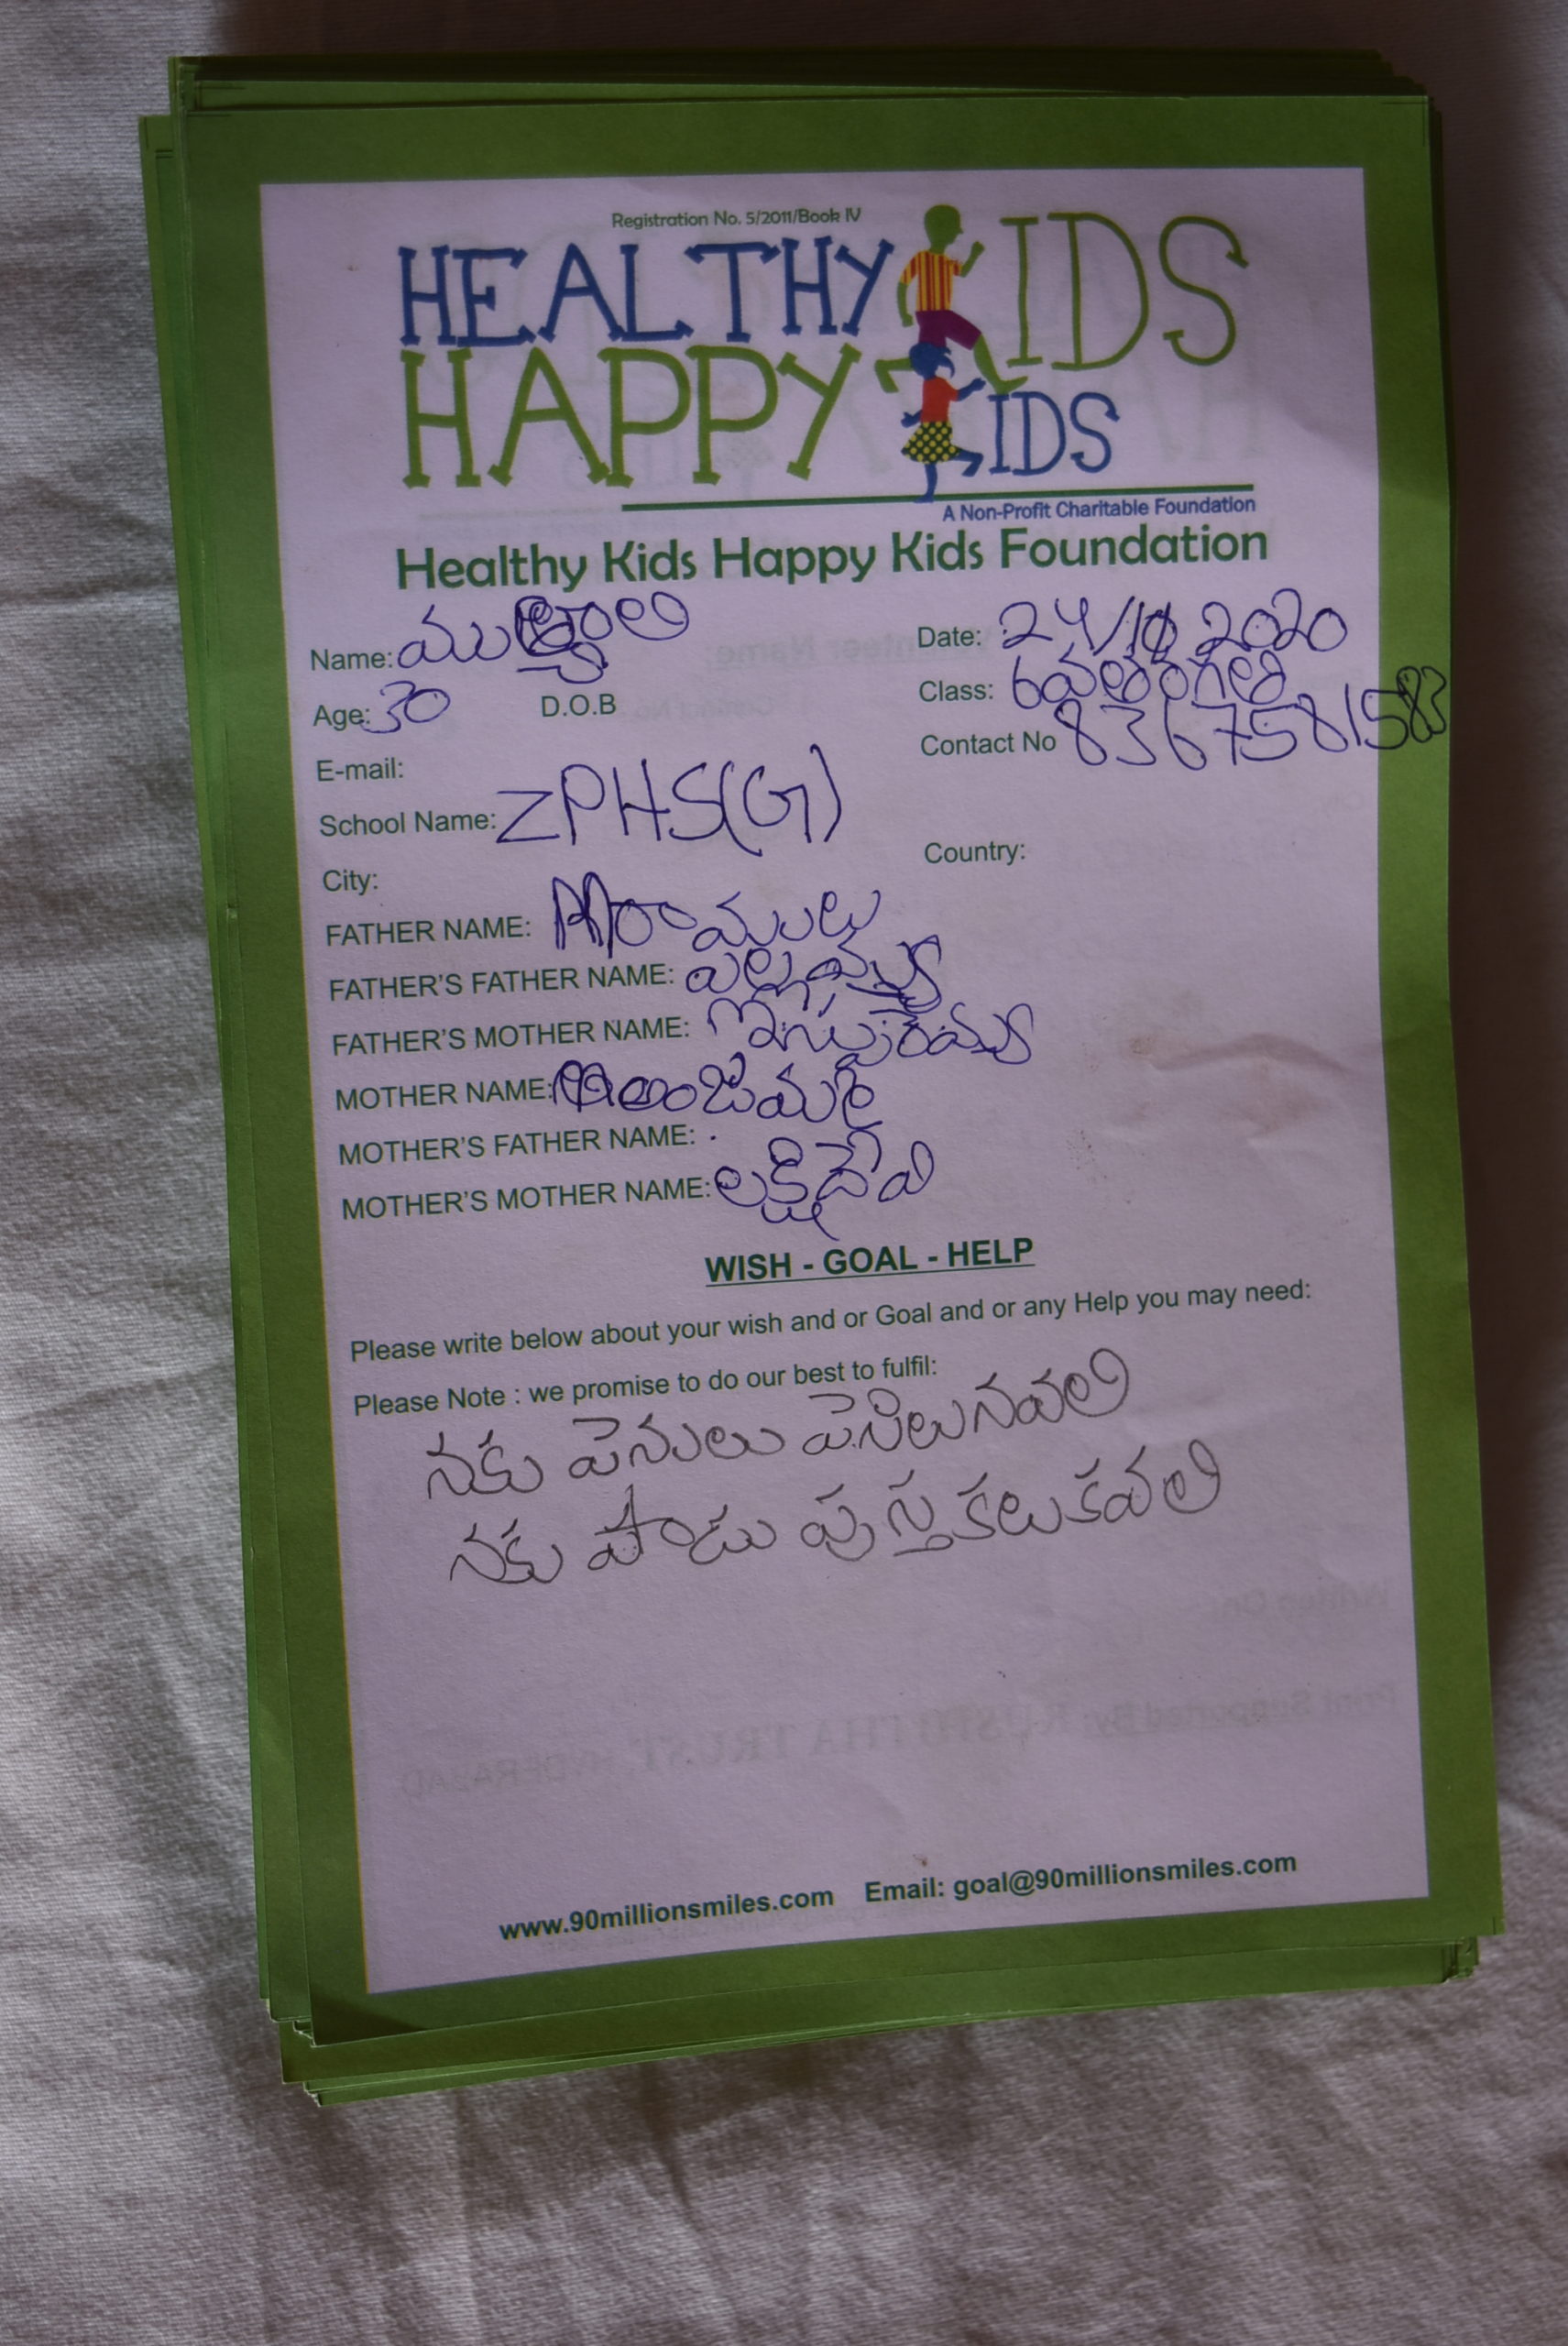 Registration No. 5/2011/Book IV
HEALTHY KIDS
HAPPY KIDS
A Non-Profit Charitable Foundation
Healthy Kids Happy Kids Foundation
Name:
Date: 24/10 2020
Age: 30 D.O.B
Class: 6వతరగతి
Contact No 8367581583
E-mail:
School Name: ZPHS(G)
City: Country:
FATHER NAME: రాములు
FATHER'S FATHER NAME:
FATHER'S MOTHER NAME:
MOTHER NAME:
MOTHER'S FATHER NAME: .
MOTHER'S MOTHER NAME: లక్ష్మిదేవి
WISH - GOAL - HELP
Please write below about your wish and or Goal and or any Help you may need:
Please Note : we promise to do our best to fulfil:
నకు పెనులు పెసిలునవలి
నకు పాడు పుస్తకలుకవలి
www.90millionsmiles.com Email: goal@90millionsmiles.com